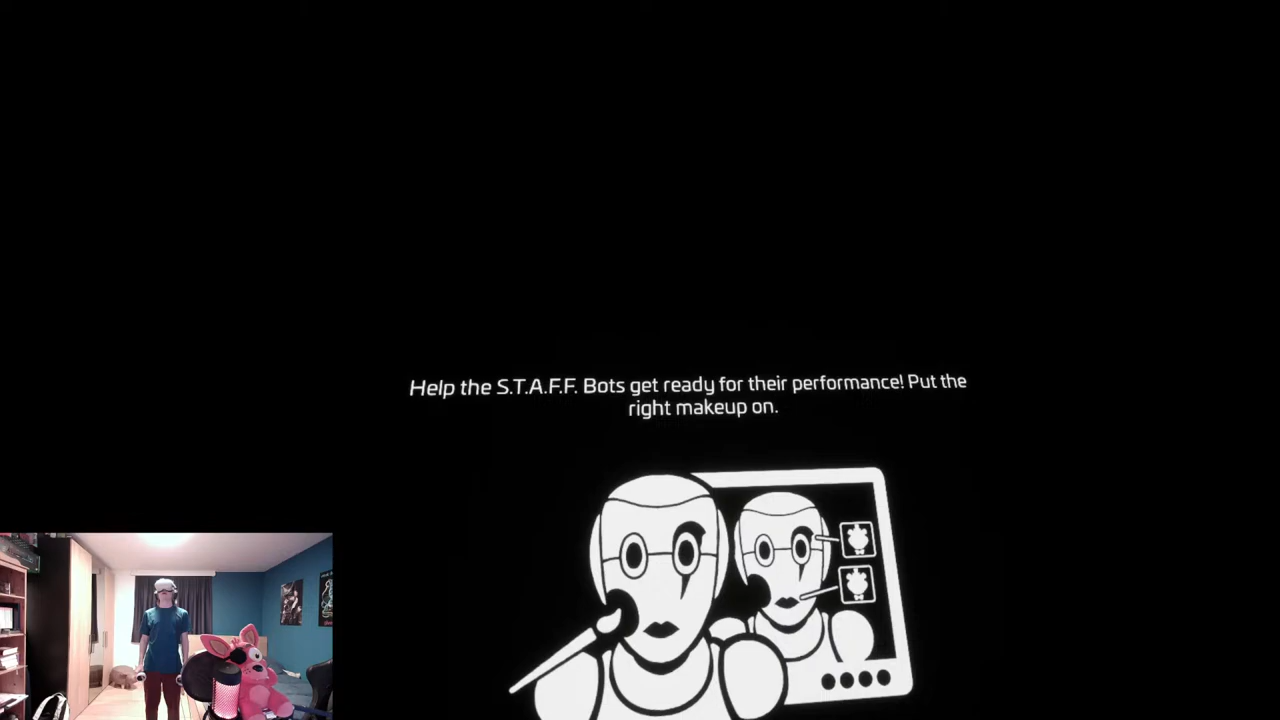 Help the S.T.A.F.F. Bots get ready for their performance! Put the
right makeup on.